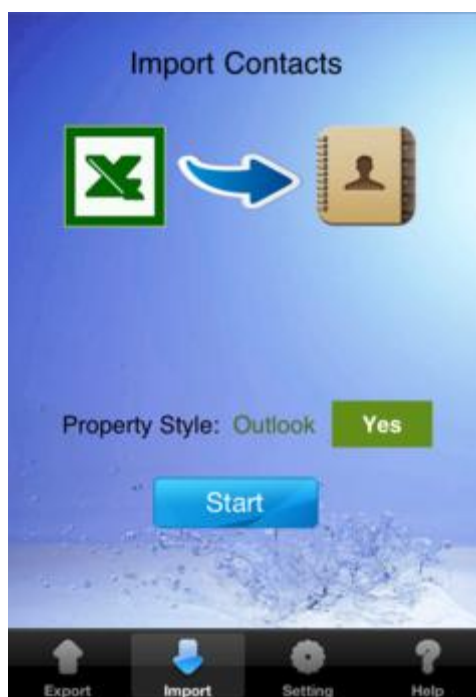 Import Contacts
Property Style: Outlook Yes
Start
Export Import Setting Help